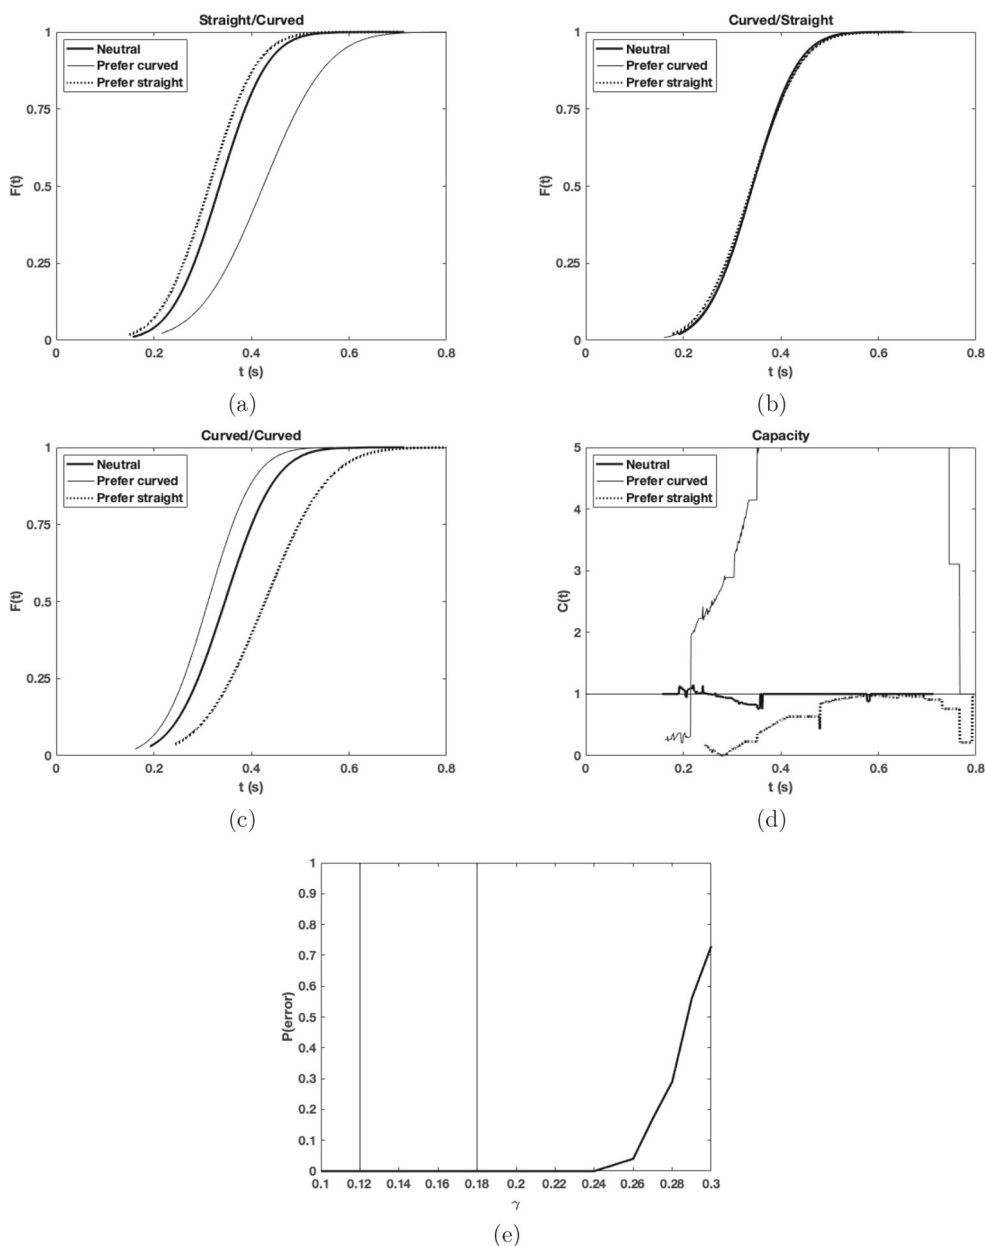 Straight/Curved
Neutral
Prefer curved
Prefer straight
1
0.75
0.5
0.25
0
F(t)
0 0.2 0.4 0.6 0.8
t (s)
(a)
Curved/Straight
Neutral
Prefer curved
Prefer straight
1
0.75
0.5
0.25
0
F(t)
0 0.2 0.4 0.6 0.8
t (s)
(b)
Curved/Curved
Neutral
Prefer curved
Prefer straight
1
0.75
0.5
0.25
0
F(t)
0 0.2 0.4 0.6 0.8
t (s)
(c)
Capacity
Neutral
Prefer curved
Prefer straight
5
4
3
2
1
0
C(t)
0 0.2 0.4 0.6 0.8
t (s)
(d)
1
0.9
0.8
0.7
0.6
0.5
0.4
0.3
0.2
0.1
0
P(error)
0.1 0.12 0.14 0.16 0.18 0.2 0.22 0.24 0.26 0.28 0.3
γ
(e)